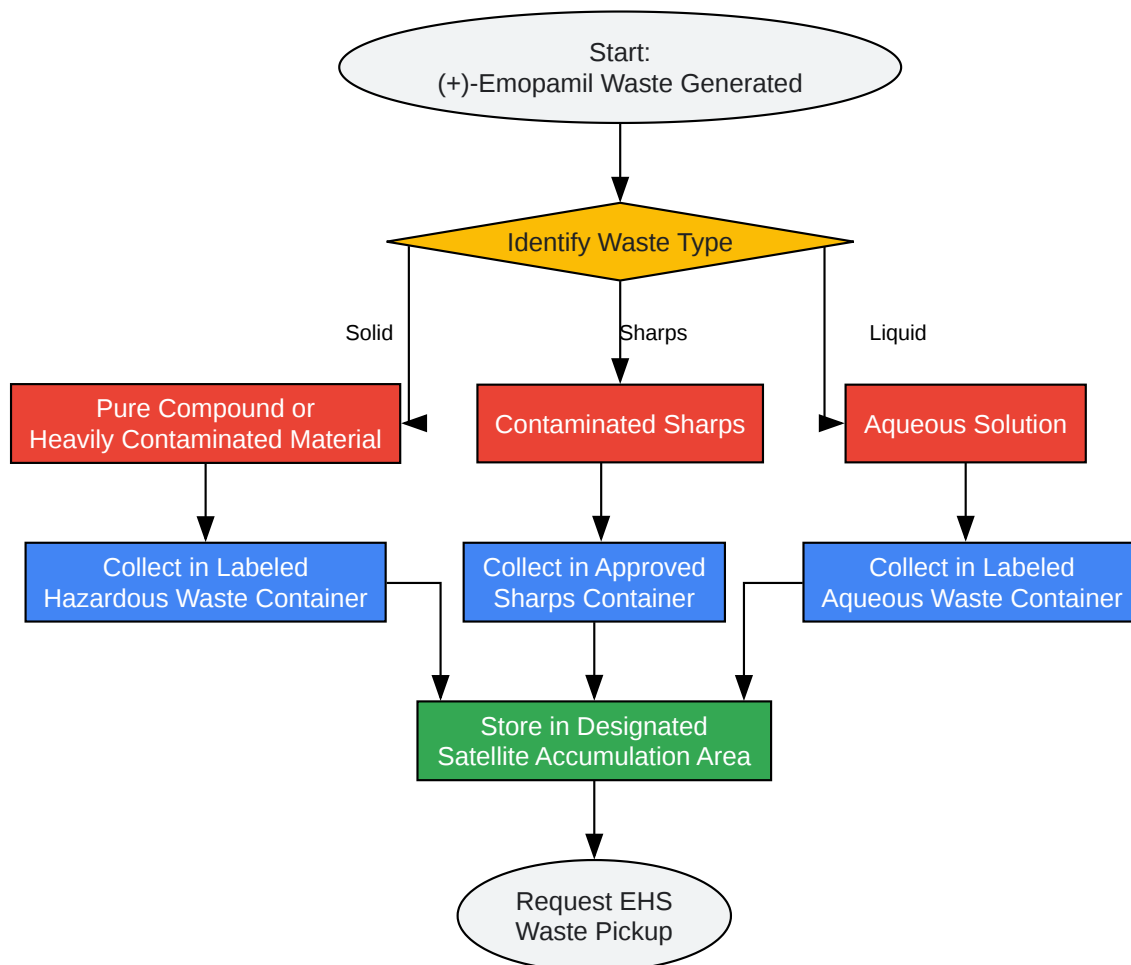 Start:
(+)-Emopamil Waste Generated
Identify Waste Type
Solid
Sharps
Liquid
Pure Compound or
Heavily Contaminated Material
Contaminated Sharps
Aqueous Solution
Collect in Labeled
Hazardous Waste Container
Collect in Approved
Sharps Container
Collect in Labeled
Aqueous Waste Container
Store in Designated
Satellite Accumulation Area
Request EHS
Waste Pickup